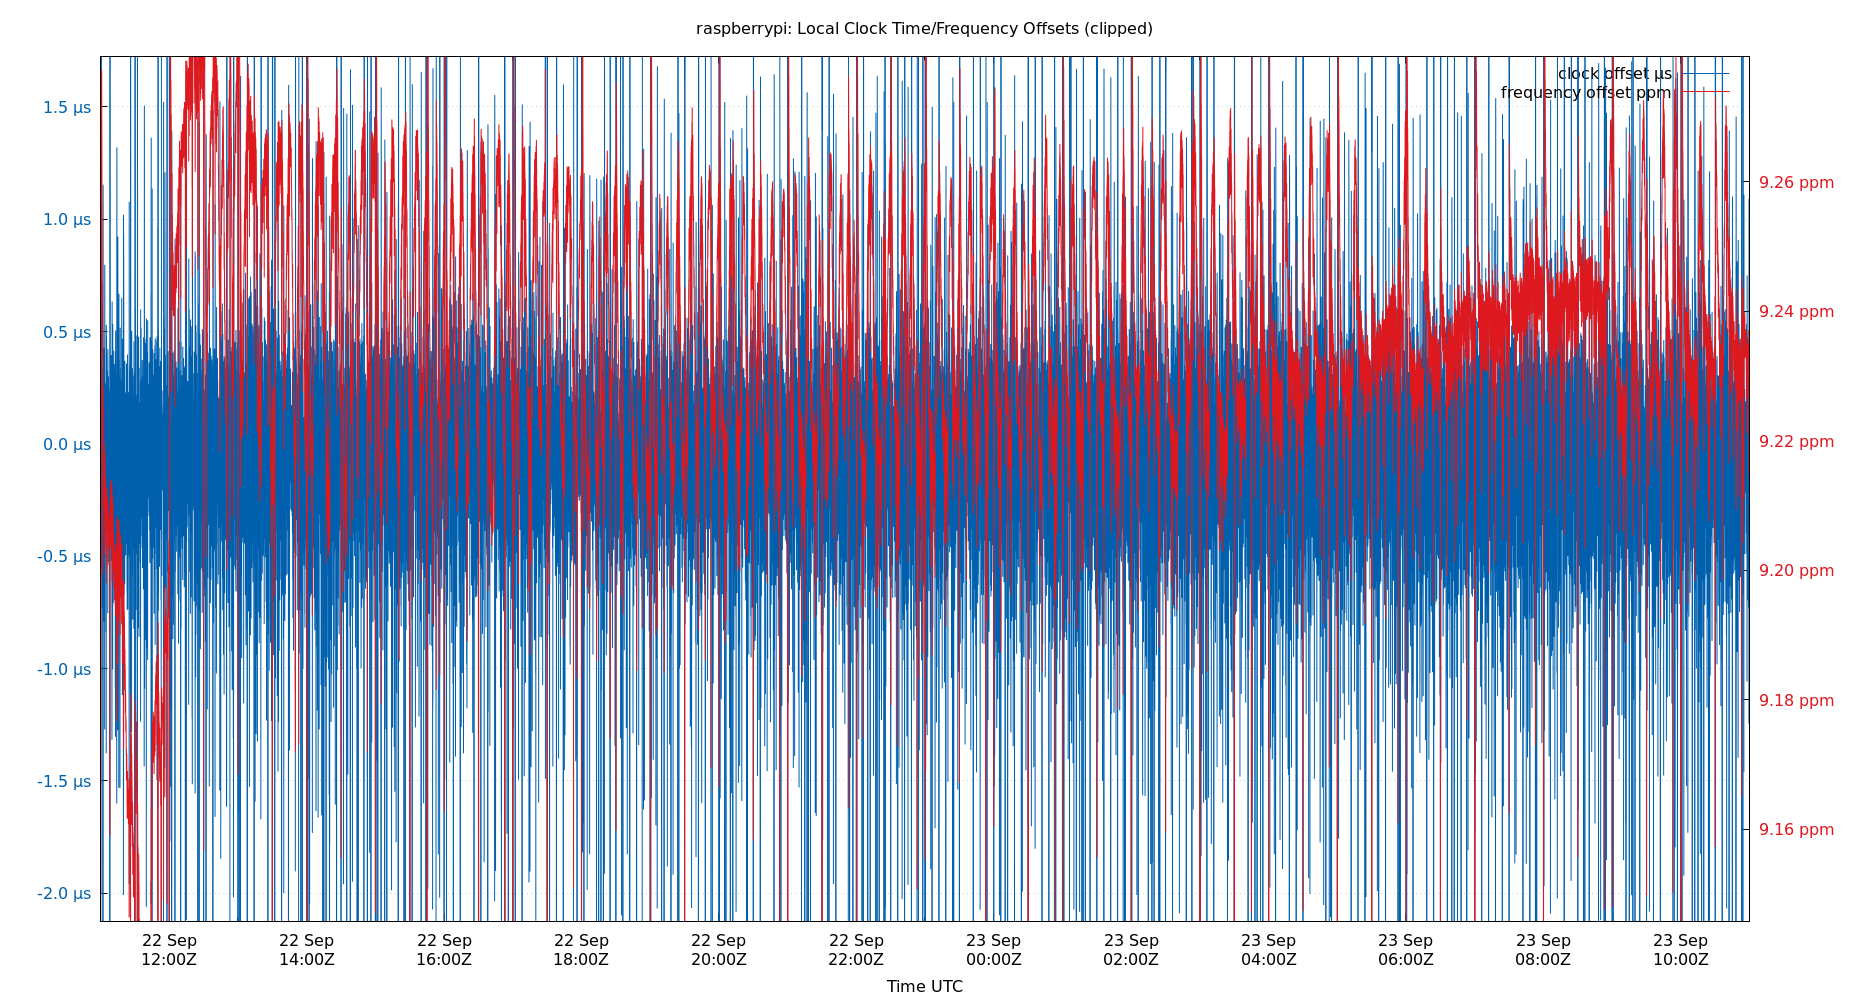 raspberrypi: Local Clock Time/Frequency Offsets (clipped)
clock offset µs
frequency offset ppm
1.5 µs
1.0 µs
0.5 µs
0.0 µs
-0.5 µs
-1.0 µs
-1.5 µs
-2.0 µs
9.26 ppm
9.24 ppm
9.22 ppm
9.20 ppm
9.18 ppm
9.16 ppm
22 Sep 22 Sep 22 Sep 22 Sep 22 Sep 22 Sep 23 Sep 23 Sep 23 Sep 23 Sep 23 Sep 23 Sep
12:00Z 14:00Z 16:00Z 18:00Z 20:00Z 22:00Z 00:00Z 02:00Z 04:00Z 06:00Z 08:00Z 10:00Z
Time UTC